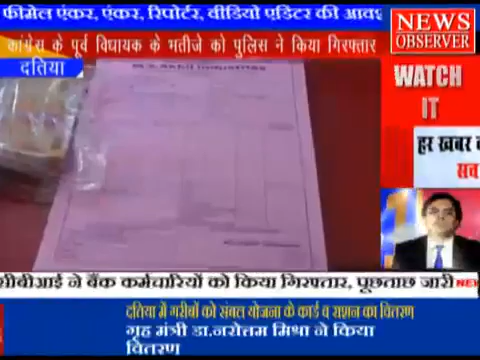 फीमेल एंकर, एंकर, रिपोर्टर, वीडियो एडिटर की
NEWS
OBSERVER
कांग्रेस के पूर्व विधायक के भतीजे को पुलिस ने किया गिरफ्तार
दतिया
WATCH
IT
हर खबर
सीबीआई ने बैंक कर्मचारियों को किया गिरफ्तार, पूछताछ जारी
दतिया में गरीबों को संबल योजना के कार्ड व राशन का वितरण
गृह मंत्री डा.नरोत्तम मिश्रा ने किया
वितरण